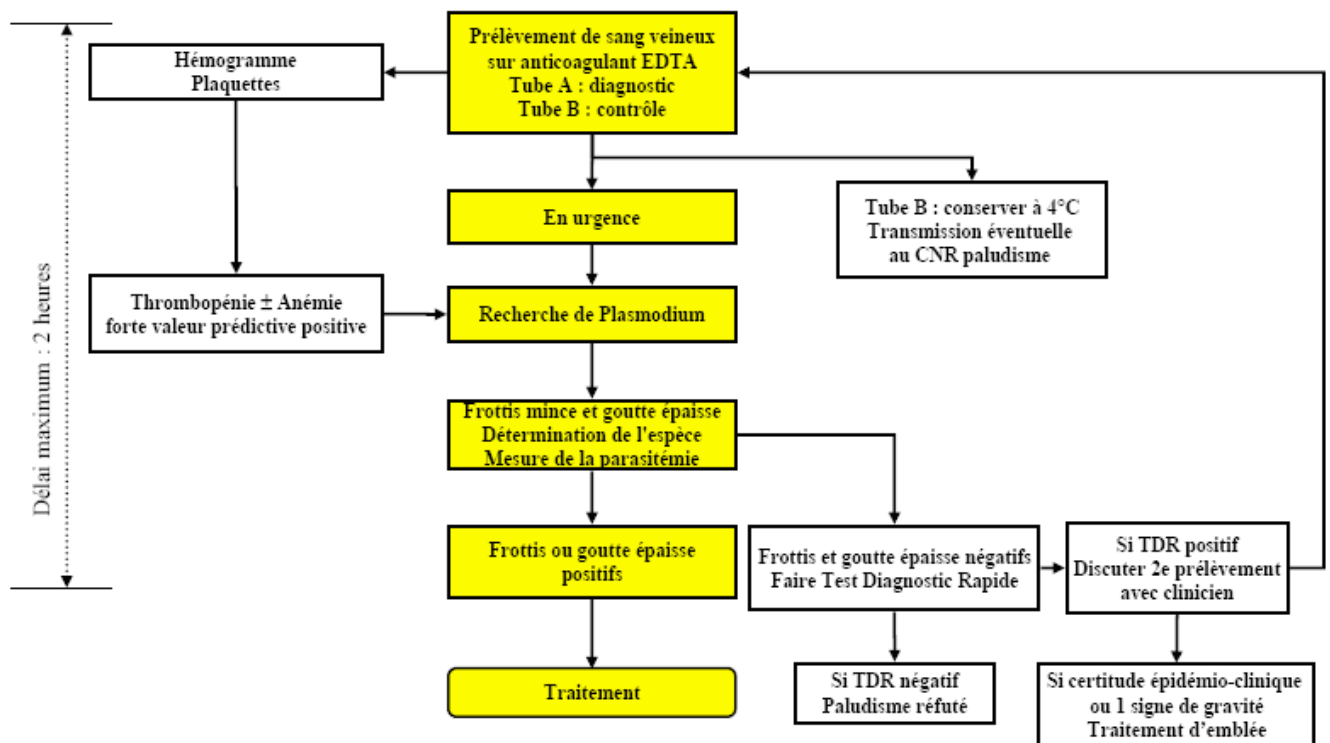 Prélèvement de sang veineux
sur anticoagulant EDTA
Tube A : diagnostic
Tube B : contrôle
Hémogramme
Plaquettes
En urgence
Tube B : conserver à 4°C
Transmission éventuelle
au CNR paludisme
Délai maximum : 2 heures
Thrombopénie ± Anémie
forte valeur prédictive positive
Recherche de Plasmodium
Frottis mince et goutte épaisse
Détermination de l'espèce
Mesure de la parasitémie
Frottis ou goutte épaisse
positifs
Frottis et goutte épaisse négatifs
Faire Test Diagnostic Rapide
Si TDR positif
Discuter 2e prélèvement
avec clinicien
Traitement
Si TDR négatif
Paludisme réfuté
Si certitude épidémio-clinique
ou 1 signe de gravité
Traitement d'emblée